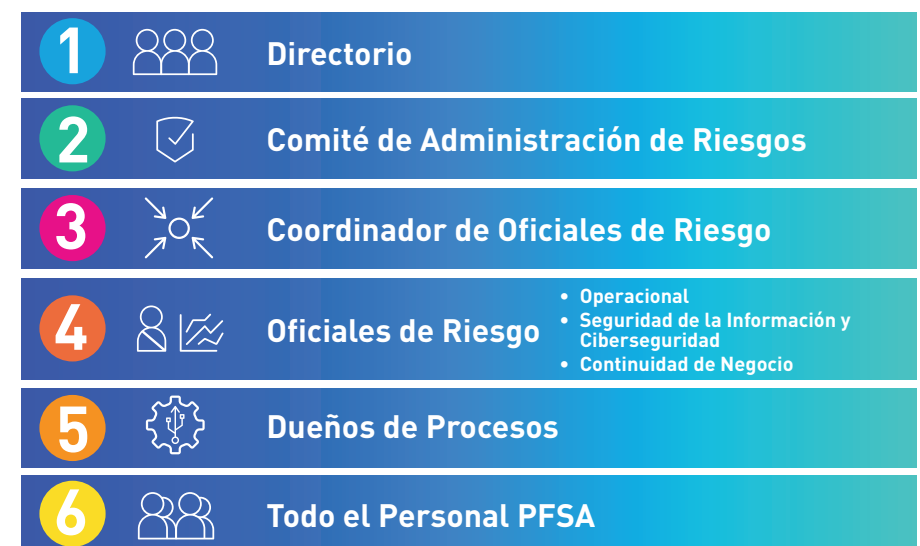 1 Directorio
2 Comité de Administración de Riesgos
3 Coordinador de Oficiales de Riesgo
4 Oficiales de Riesgo
• Operacional
• Seguridad de la Información y
Ciberseguridad
• Continuidad de Negocio
5 Dueños de Procesos
6 Todo el Personal PFSA